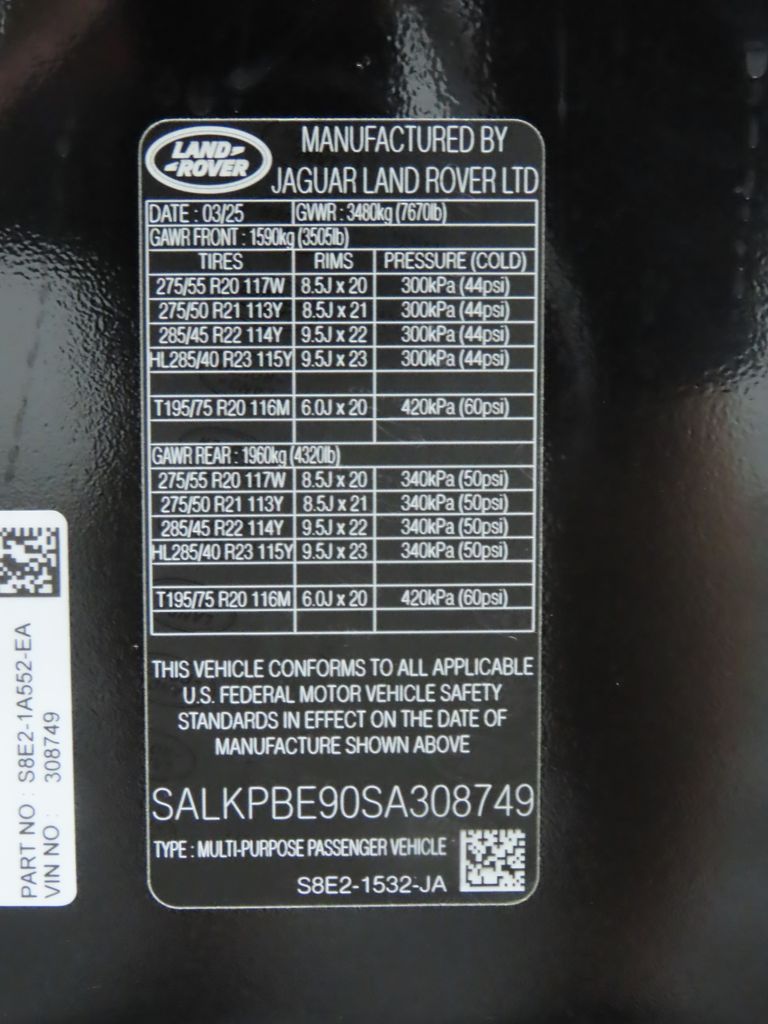 LAND-
-ROVER
MANUFACTURED BY
JAGUAR LAND ROVER LTD
DATE : 03/25 GVWR : 3480kg (7670lb)
GAWR FRONT : 1590kg (3505lb)
TIRES RIMS PRESSURE (COLD)
275/55 R20 117W 8.5J x 20 300kPa (44psi)
275/50 R21 113Y 8.5J x 21 300kPa (44psi)
285/45 R22 114Y 9.5J x 22 300kPa (44psi)
HL285/40 R23 115Y 9.5J x 23 300kPa (44psi)
T195/75 R20 116M 6.0J x 20 420kPa (60psi)
GAWR REAR : 1960kg (4320lb)
275/55 R20 117W 8.5J x 20 340kPa (50psi)
275/50 R21 113Y 8.5J x 21 340kPa (50psi)
285/45 R22 114Y 9.5J x 22 340kPa (50psi)
HL285/40 R23 115Y 9.5J x 23 340kPa (50psi)
T195/75 R20 116M 6.0J x 20 420kPa (60psi)
THIS VEHICLE CONFORMS TO ALL APPLICABLE
U.S. FEDERAL MOTOR VEHICLE SAFETY
STANDARDS IN EFFECT ON THE DATE OF
MANUFACTURE SHOWN ABOVE
SALKPBE90SA308749
TYPE : MULTI-PURPOSE PASSENGER VEHICLE
S8E2-1532-JA
PART NO : S8E2-1A552-EA
VIN NO : 308749